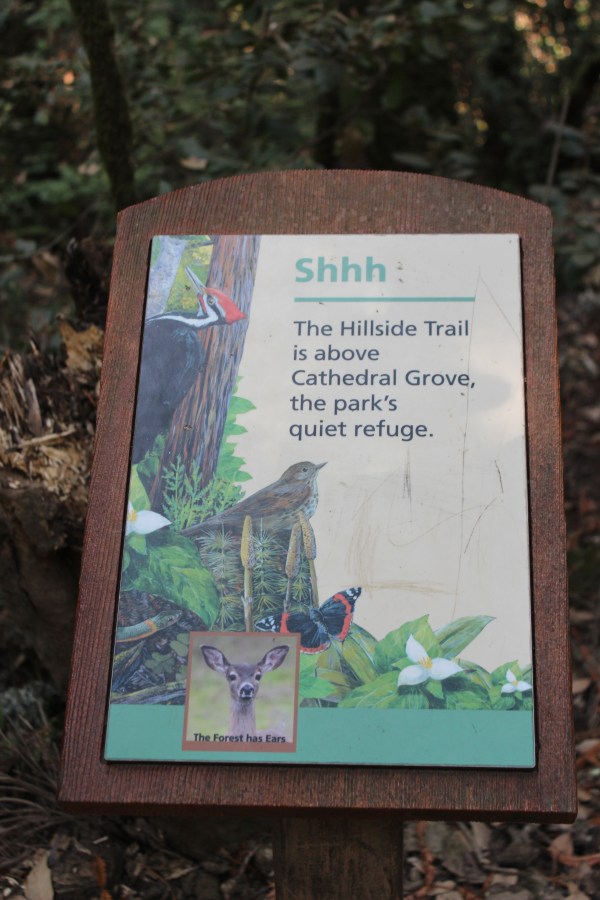 Shhh
The Hillside Trail
is above
Cathedral Grove,
the park's
quiet refuge.
The Forest has Ears